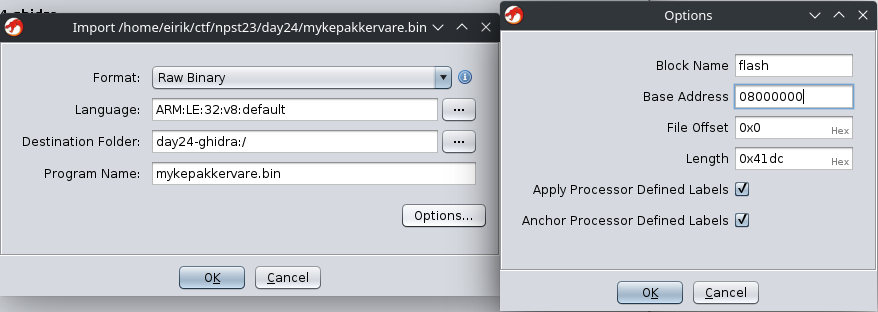 Import /home/eirik/ctf/npst23/day24/mykepakkervare.bin
Format: Raw Binary
Language: ARM:LE:32:v8:default ...
Destination Folder: day24-ghidra:/ ...
Program Name: mykepakkervare.bin
Options...
OK Cancel
Options
Block Name flash
Base Address 08000000
File Offset 0x0 Hex
Length 0x41dc Hex
Apply Processor Defined Labels
Anchor Processor Defined Labels
OK Cancel